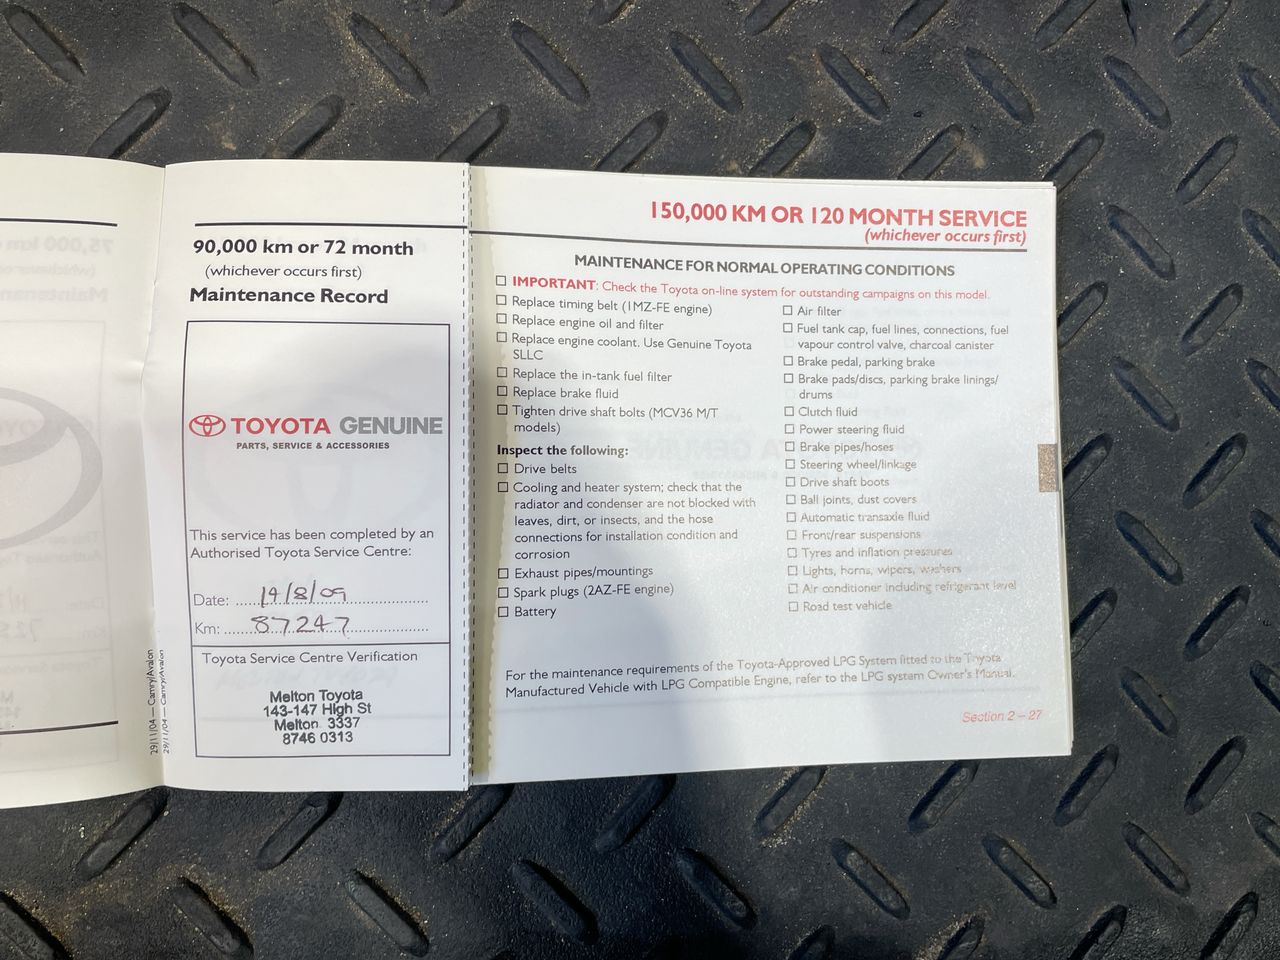 90,000 km or 72 month
(whichever occurs first)
Maintenance Record
TOYOTA GENUINE
PARTS, SERVICE & ACCESSORIES
This service has been completed by an
Authorised Toyota Service Centre:
Date: 14/8/09
Km: 87247
Toyota Service Centre Verification
Melton Toyota
143-147 High St
Melton 3337
8746 0313
29/11/04 — Camry/Avalon
29/11/04 — Camry/Avalon
150,000 KM OR 120 MONTH SERVICE
(whichever occurs first)
MAINTENANCE FOR NORMAL OPERATING CONDITIONS
IMPORTANT: Check the Toyota on-line system for outstanding campaigns on this model.
Replace timing belt (1MZ-FE engine)
Replace engine oil and filter
Replace engine coolant. Use Genuine Toyota
SLLC
Replace the in-tank fuel filter
Replace brake fluid
Tighten drive shaft bolts (MCV36 M/T
models)
Inspect the following:
Drive belts
Cooling and heater system; check that the
radiator and condenser are not blocked with
leaves, dirt, or insects, and the hose
connections for installation condition and
corrosion
Exhaust pipes/mountings
Spark plugs (2AZ-FE engine)
Battery
Air filter
Fuel tank cap, fuel lines, connections, fuel
vapour control valve, charcoal canister
Brake pedal, parking brake
Brake pads/discs, parking brake linings/
drums
Clutch fluid
Power steering fluid
Brake pipes/hoses
Steering wheel/linkage
Drive shaft boots
Ball joints, dust covers
Automatic transaxle fluid
Front/rear suspensions
Tyres and inflation pressures
Lights, horns, wipers, washers
Air conditioner including refrigerant level
Road test vehicle
For the maintenance requirements of the Toyota-Approved LPG System fitted to the Toyota
Manufactured Vehicle with LPG Compatible Engine, refer to the LPG system Owner's Manual.
Section 2 – 27